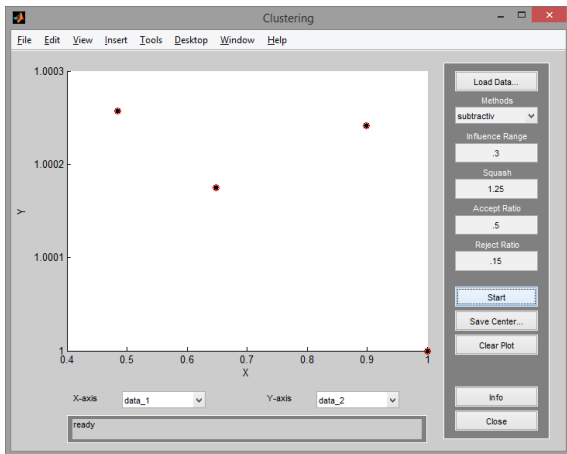 Clustering
File Edit View Insert Tools Desktop Window Help
1.0003
1.0002
1.0001
1
Y
0.4 0.5 0.6 0.7 0.8 0.9 1
X
X-axis data_1 Y-axis data_2
ready
Load Data...
Methods
subtractiv
Influence Range
.3
Squash
1.25
Accept Ratio
.5
Reject Ratio
.15
Start
Save Center...
Clear Plot
Info
Close